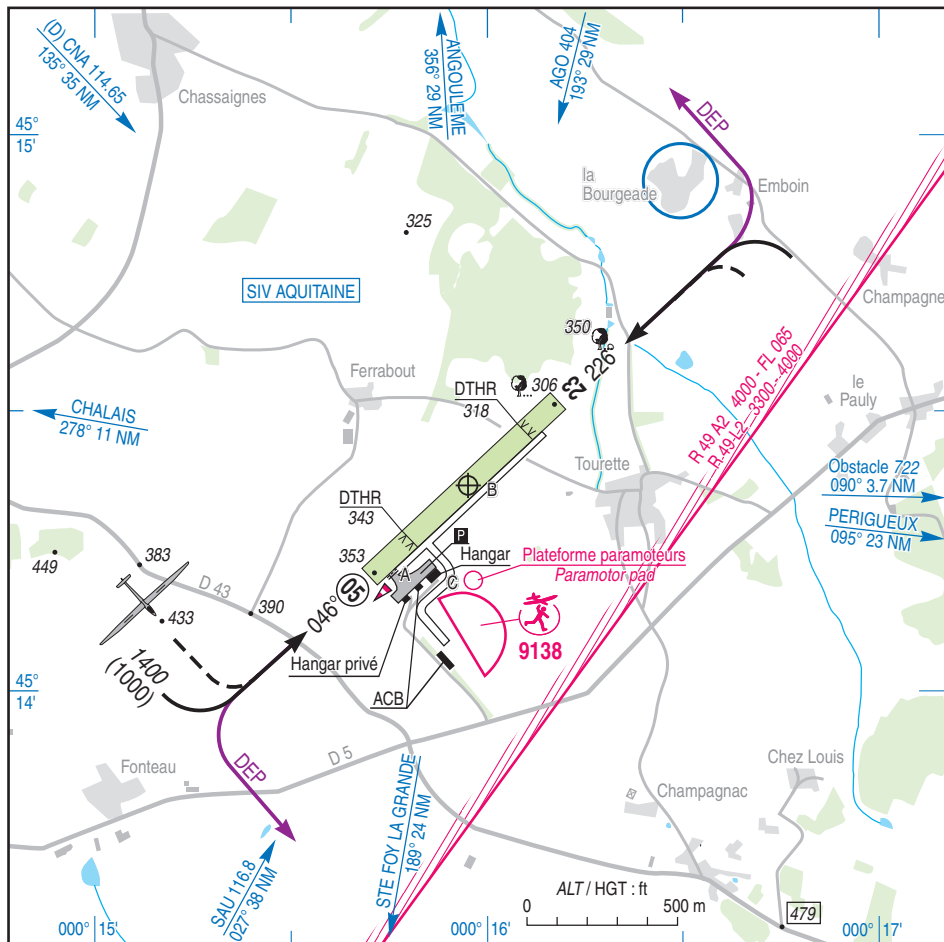 (D) CNA 114.65
135° 35 NM
Chassaignes
ANGOULEME
356° 29 NM
AGO 404
193° 29 NM
DEP
45°
15'
la
Bourgeade
Emboin
325
SIV AQUITAINE
Champagne
350
Ferrabout
DTHR
318
306
23
226°
R 49 A2 4000 - FL 065
R 49 L2 3300 - 4000
le
Pauly
CHALAIS
278° 11 NM
Tourette
Obstacle 722
090° 3.7 NM
B
DTHR
343
PERIGUEUX
095° 23 NM
P
Hangar
Plateforme paramoteurs
Paramotor pad
449
383
353
A
C
D 43
05
046°
433
390
9138
1400
(1000)
Hangar privé
45°
14'
ACB
DEP
D 5
Fonteau
Chez Louis
Champagnac
STE FOY LA GRANDE
189° 24 NM
SAU 116.8
027° 38 NM
ALT / HGT : ft
0 500 m
479
000° 15'
000° 16'
000° 17'